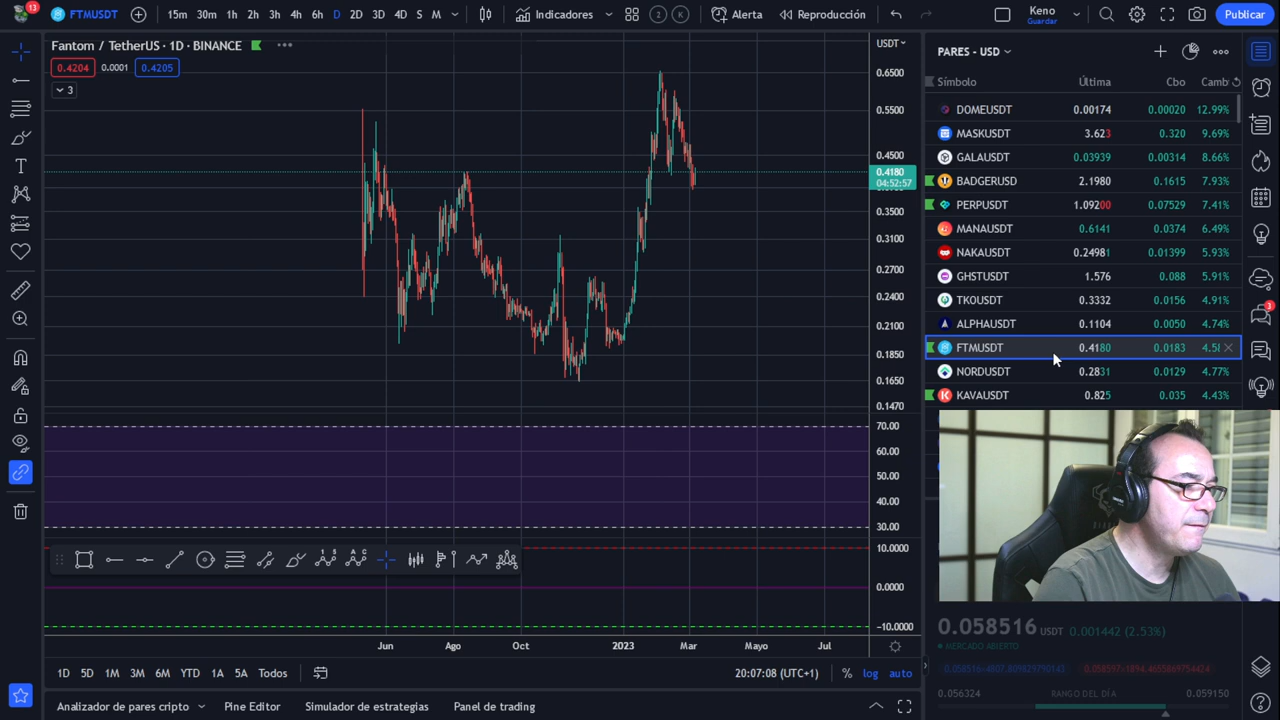 13
FTMUSDT
15m 30m 1h 2h 3h 4h 6h D 2D 3D 4D S M
Indicadores
2 K
Alerta
Reproducción
Keno
Guardar
Publicar
Fantom / TetherUS · 1D · BINANCE
0.4204 0.0001 0.4205
3
USDT
0.6500
0.5500
0.4500
0.4180
04:52:57
0.3500
0.3100
0.2700
0.2400
0.2100
0.1850
0.1650
0.1470
70.00
60.00
50.00
40.00
30.00
10.0000
0.0000
−10.0000
Jun Ago Oct 2023 Mar Mayo Jul
1D 5D 1M 3M 6M YTD 1A 5A Todos
20:07:08 (UTC+1)
% log auto
Analizador de pares cripto Pine Editor Simulador de estrategias Panel de trading
PARES - USD
Símbolo Última Cbo Camb
DOMEUSDT 0.00174 0.00020 12.99%
MASKUSDT 3.623 0.320 9.69%
GALAUSDT 0.03939 0.00314 8.66%
BADGERUSD 2.1980 0.1615 7.93%
PERPUSDT 1.09200 0.07529 7.41%
MANAUSDT 0.6141 0.0374 6.49%
NAKAUSDT 0.24981 0.01399 5.93%
GHSTUSDT 1.576 0.088 5.91%
TKOUSDT 0.3332 0.0156 4.91%
ALPHAUSDT 0.1104 0.0050 4.74%
FTMUSDT 0.4180 0.0183 4.58
NORDUSDT 0.2831 0.0129 4.77%
KAVAUSDT 0.825 0.035 4.43%
3
0.058516 USDT 0.001442 (2.53%)
MERCADO ABIERTO
0.056324 RANGO DEL DÍA 0.059150